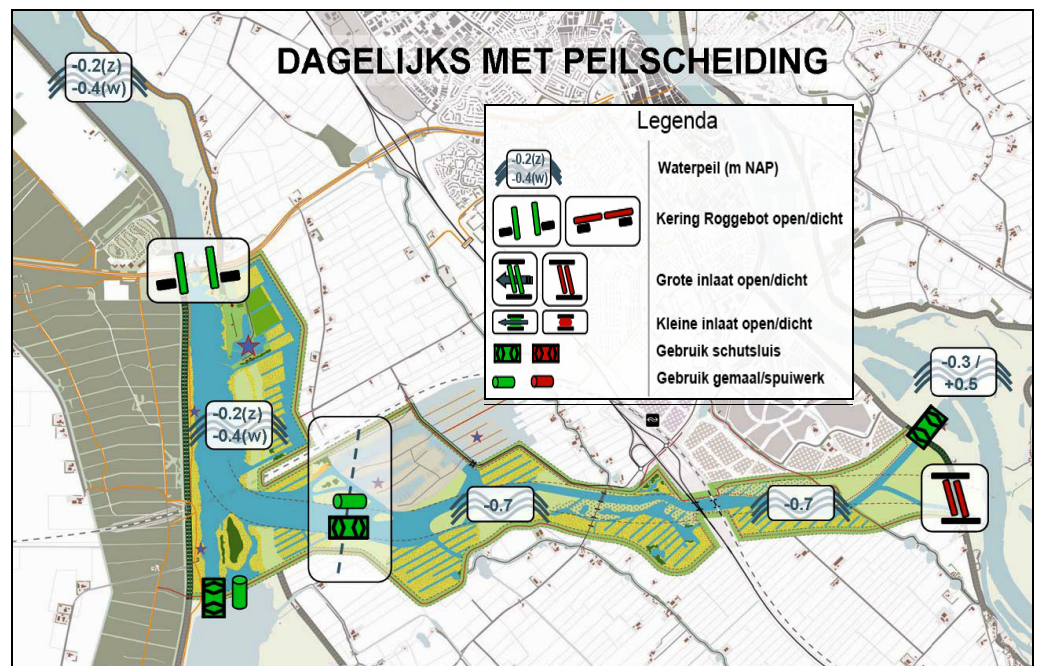 DAGELIJKS MET PEILSCHEIDING
-0.2(z)
-0.4(w)
Legenda
-0.2(z)
-0.4(w)
Waterpeil (m NAP)
Kering Roggebot open/dicht
Grote inlaat open/dicht
Kleine inlaat open/dicht
Gebruik schutsluis
Gebruik gemaal/spuiwerk
-0.3 /
+0.5
-0.2(z)
-0.4(w)
-0.7
-0.7